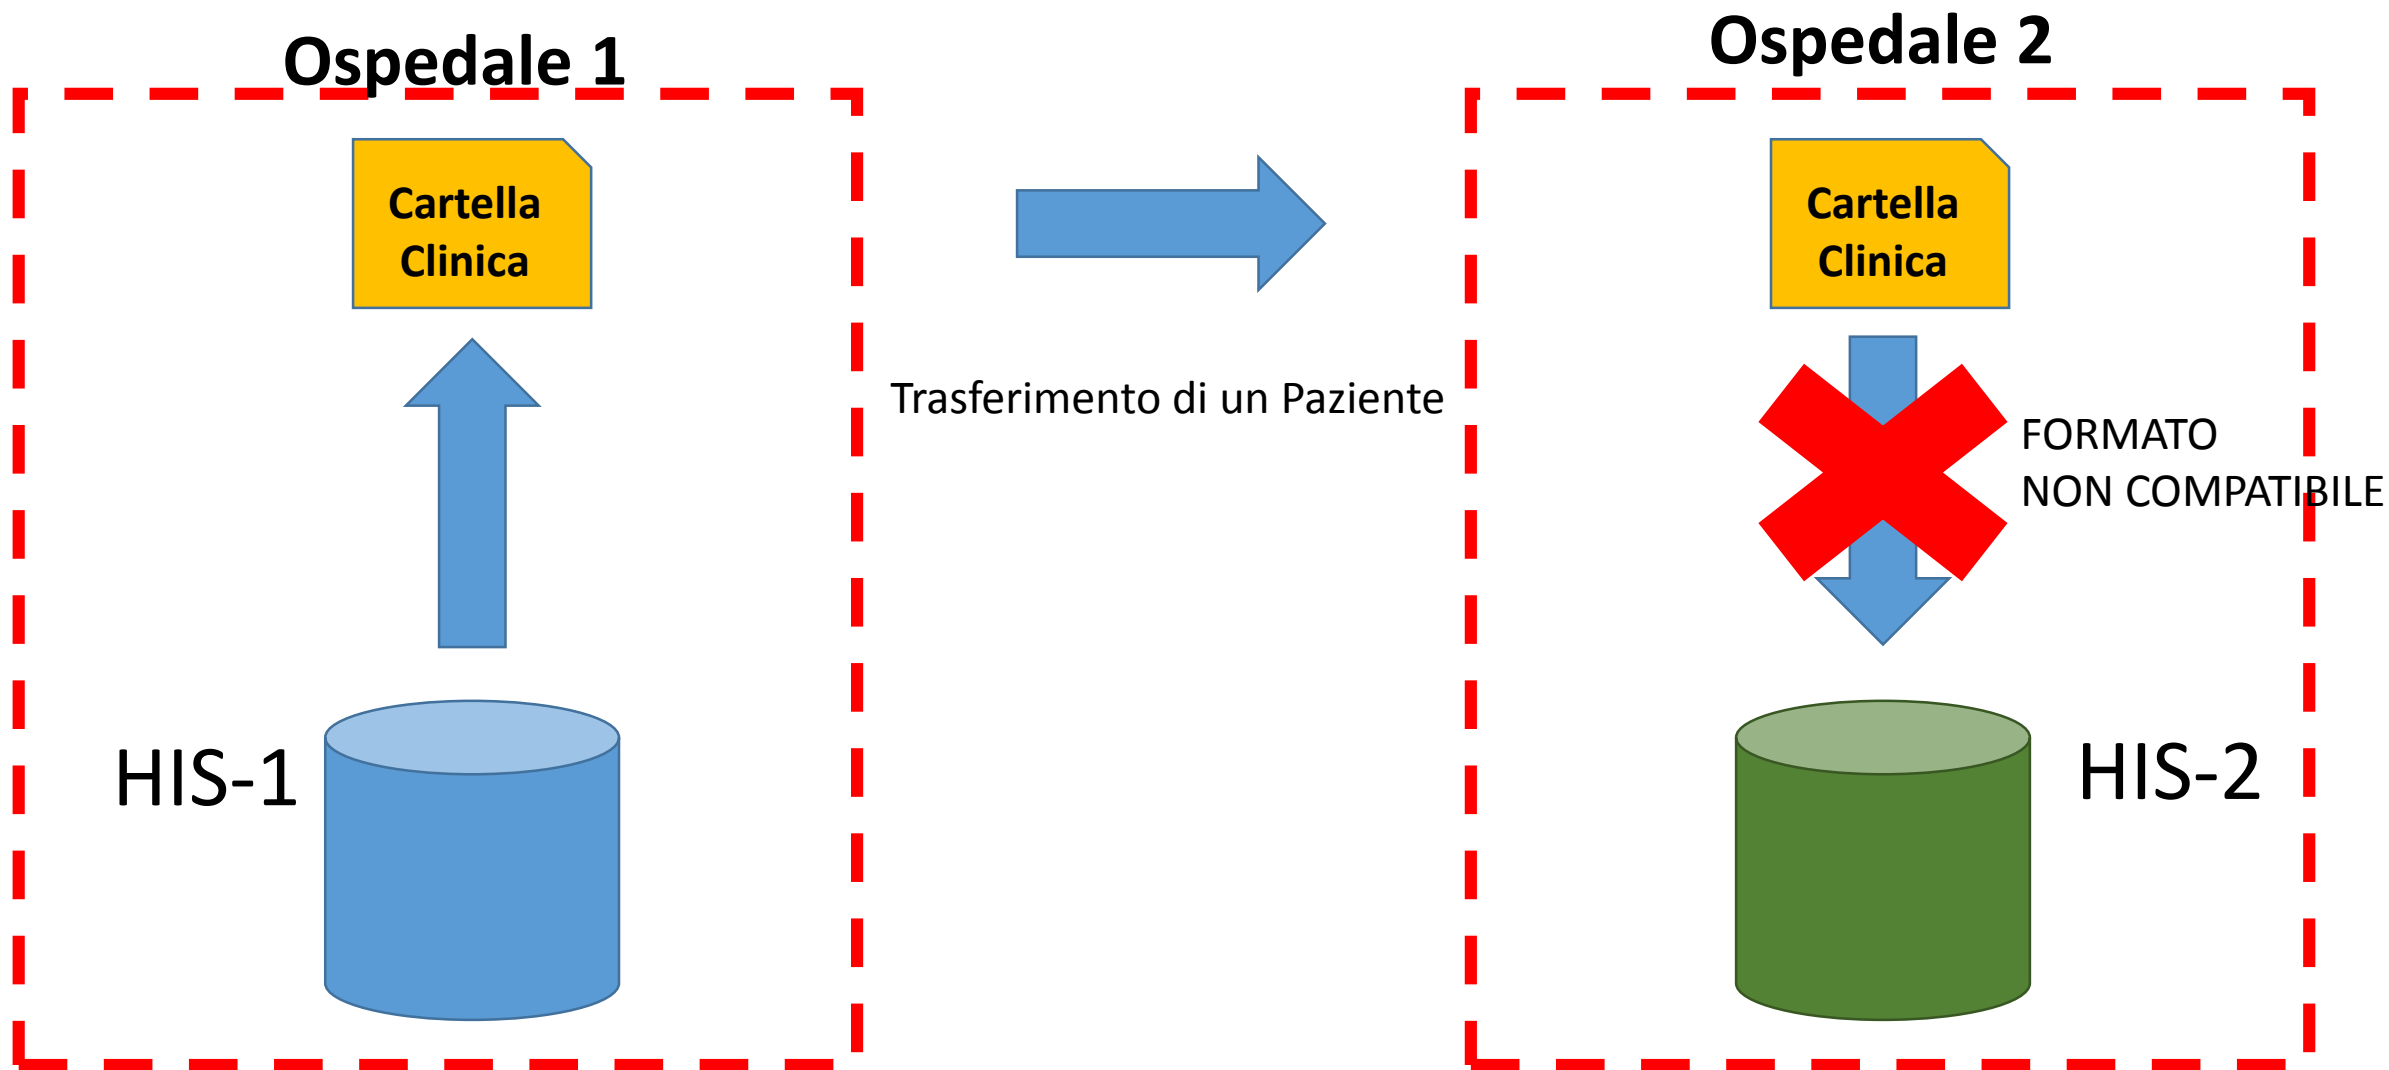 Ospedale 1
Cartella
Clinica
HIS-1
Trasferimento di un Paziente
Ospedale 2
Cartella
Clinica
FORMATO
NON COMPATIBILE
HIS-2